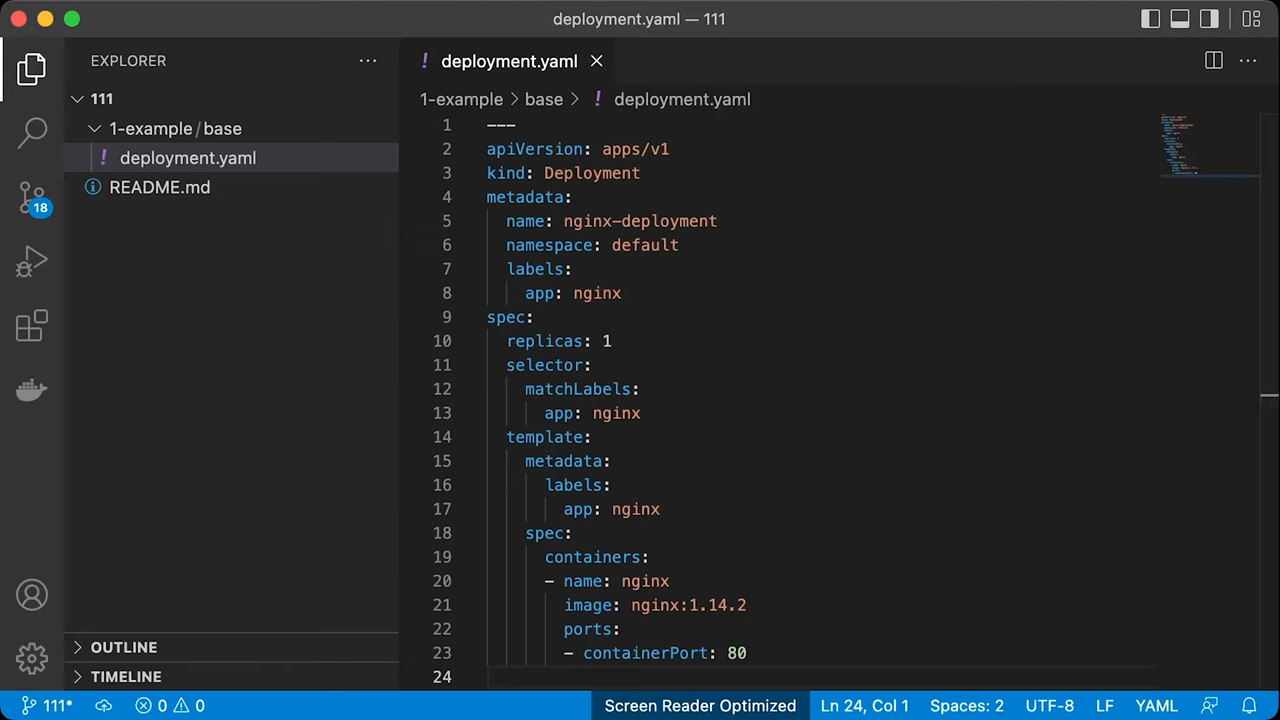 deployment.yaml — 111
EXPLORER
111
1-example / base
! deployment.yaml
README.md
18
OUTLINE
TIMELINE
! deployment.yaml
1-example > base > ! deployment.yaml
1 ---
2 apiVersion: apps/v1
3 kind: Deployment
4 metadata:
5   name: nginx-deployment
6   namespace: default
7   labels:
8     app: nginx
9 spec:
10   replicas: 1
11   selector:
12     matchLabels:
13       app: nginx
14   template:
15     metadata:
16       labels:
17         app: nginx
18     spec:
19       containers:
20       - name: nginx
21         image: nginx:1.14.2
22         ports:
23         - containerPort: 80
24
111* 0 0 Screen Reader Optimized Ln 24, Col 1 Spaces: 2 UTF-8 LF YAML